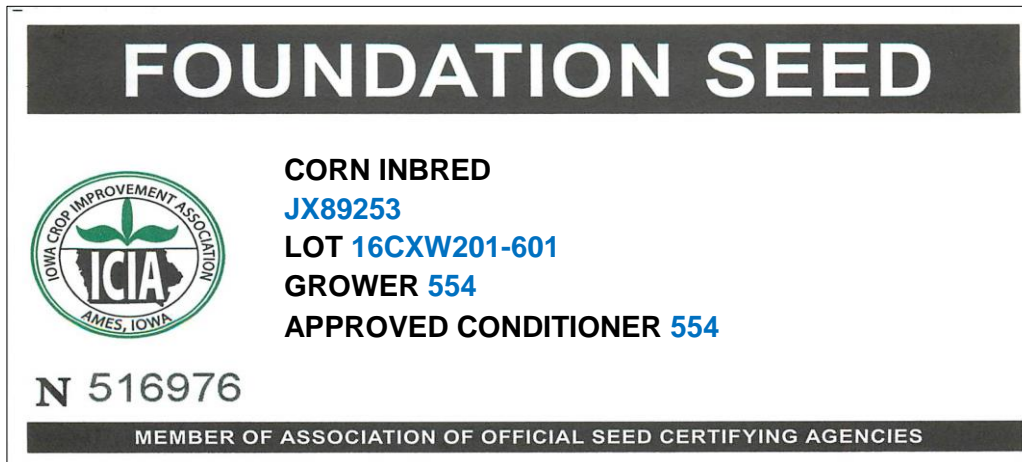 FOUNDATION SEED
IOWA CROP IMPROVEMENT ASSOCIATION
ICIA
AMES, IOWA
CORN INBRED
JX89253
LOT 16CXW201-601
GROWER 554
APPROVED CONDITIONER 554
N 516976
MEMBER OF ASSOCIATION OF OFFICIAL SEED CERTIFYING AGENCIES